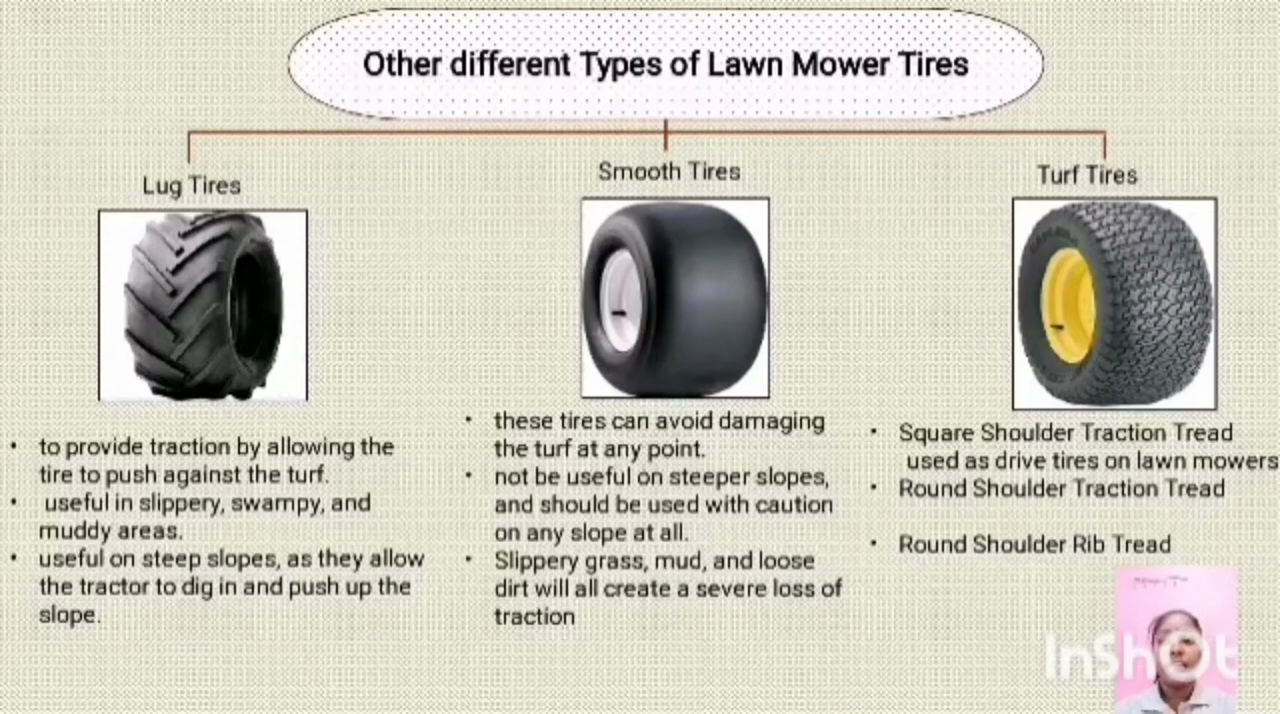 Other different Types of Lawn Mower Tires
Lug Tires
• to provide traction by allowing the
tire to push against the turf.
• useful in slippery, swampy, and
muddy areas.
• useful on steep slopes, as they allow
the tractor to dig in and push up the
slope.
Smooth Tires
• these tires can avoid damaging
the turf at any point.
• not be useful on steeper slopes,
and should be used with caution
on any slope at all.
• Slippery grass, mud, and loose
dirt will all create a severe loss of
traction
Turf Tires
• Square Shoulder Traction Tread
used as drive tires on lawn mowers
• Round Shoulder Traction Tread
• Round Shoulder Rib Tread
InShOt